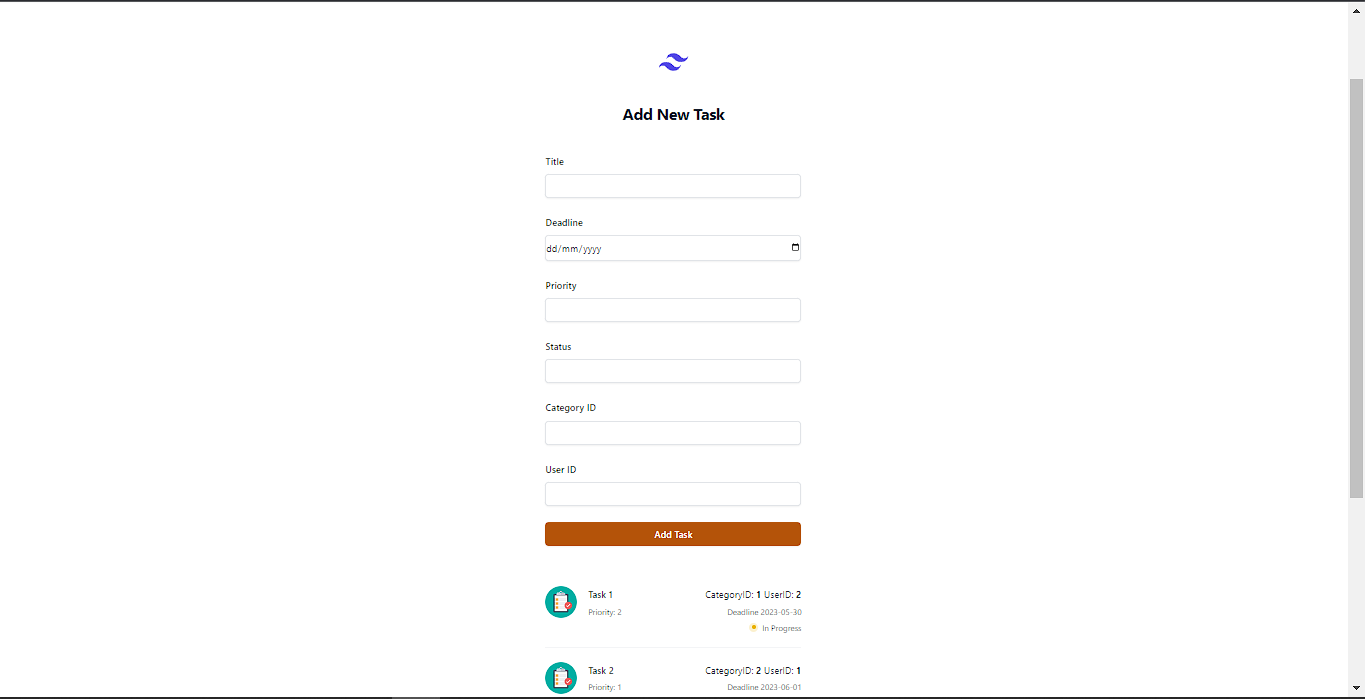 Add New Task
Title
Deadline
dd/mm/yyyy
Priority
Status
Category ID
User ID
Add Task
Task 1 CategoryID: 1 UserID: 2
Priority: 2 Deadline 2023-05-30
In Progress
Task 2 CategoryID: 2 UserID: 1
Priority: 1 Deadline 2023-06-01